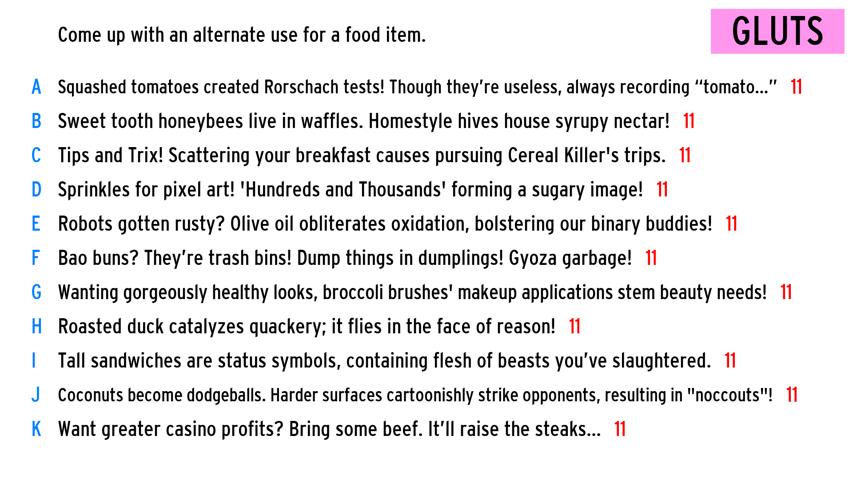 Come up with an alternate use for a food item.
GLUTS
A Squashed tomatoes created Rorschach tests! Though they’re useless, always recording “tomato...” 11
B Sweet tooth honeybees live in waffles. Homestyle hives house syrupy nectar! 11
C Tips and Trix! Scattering your breakfast causes pursuing Cereal Killer's trips. 11
D Sprinkles for pixel art! 'Hundreds and Thousands' forming a sugary image! 11
E Robots gotten rusty? Olive oil obliterates oxidation, bolstering our binary buddies! 11
F Bao buns? They’re trash bins! Dump things in dumplings! Gyoza garbage! 11
G Wanting gorgeously healthy looks, broccoli brushes' makeup applications stem beauty needs! 11
H Roasted duck catalyzes quackery; it flies in the face of reason! 11
I Tall sandwiches are status symbols, containing flesh of beasts you’ve slaughtered. 11
J Coconuts become dodgeballs. Harder surfaces cartoonishly strike opponents, resulting in "noccouts"! 11
K Want greater casino profits? Bring some beef. It’ll raise the steaks... 11